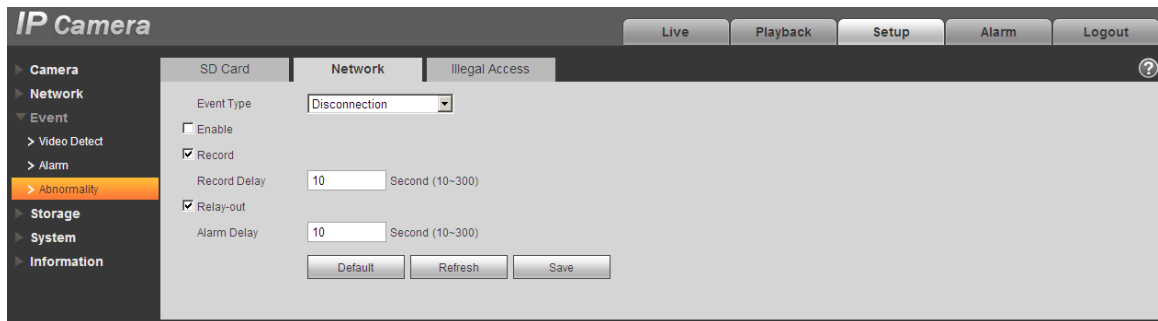 IP Camera
Live Playback Setup Alarm Logout
Camera
Network
Event
> Video Detect
> Alarm
> Abnormality
Storage
System
Information
SD Card Network Illegal Access
?
Event Type Disconnection
Enable
Record
Record Delay 10 Second (10~300)
Relay-out
Alarm Delay 10 Second (10~300)
Default Refresh Save